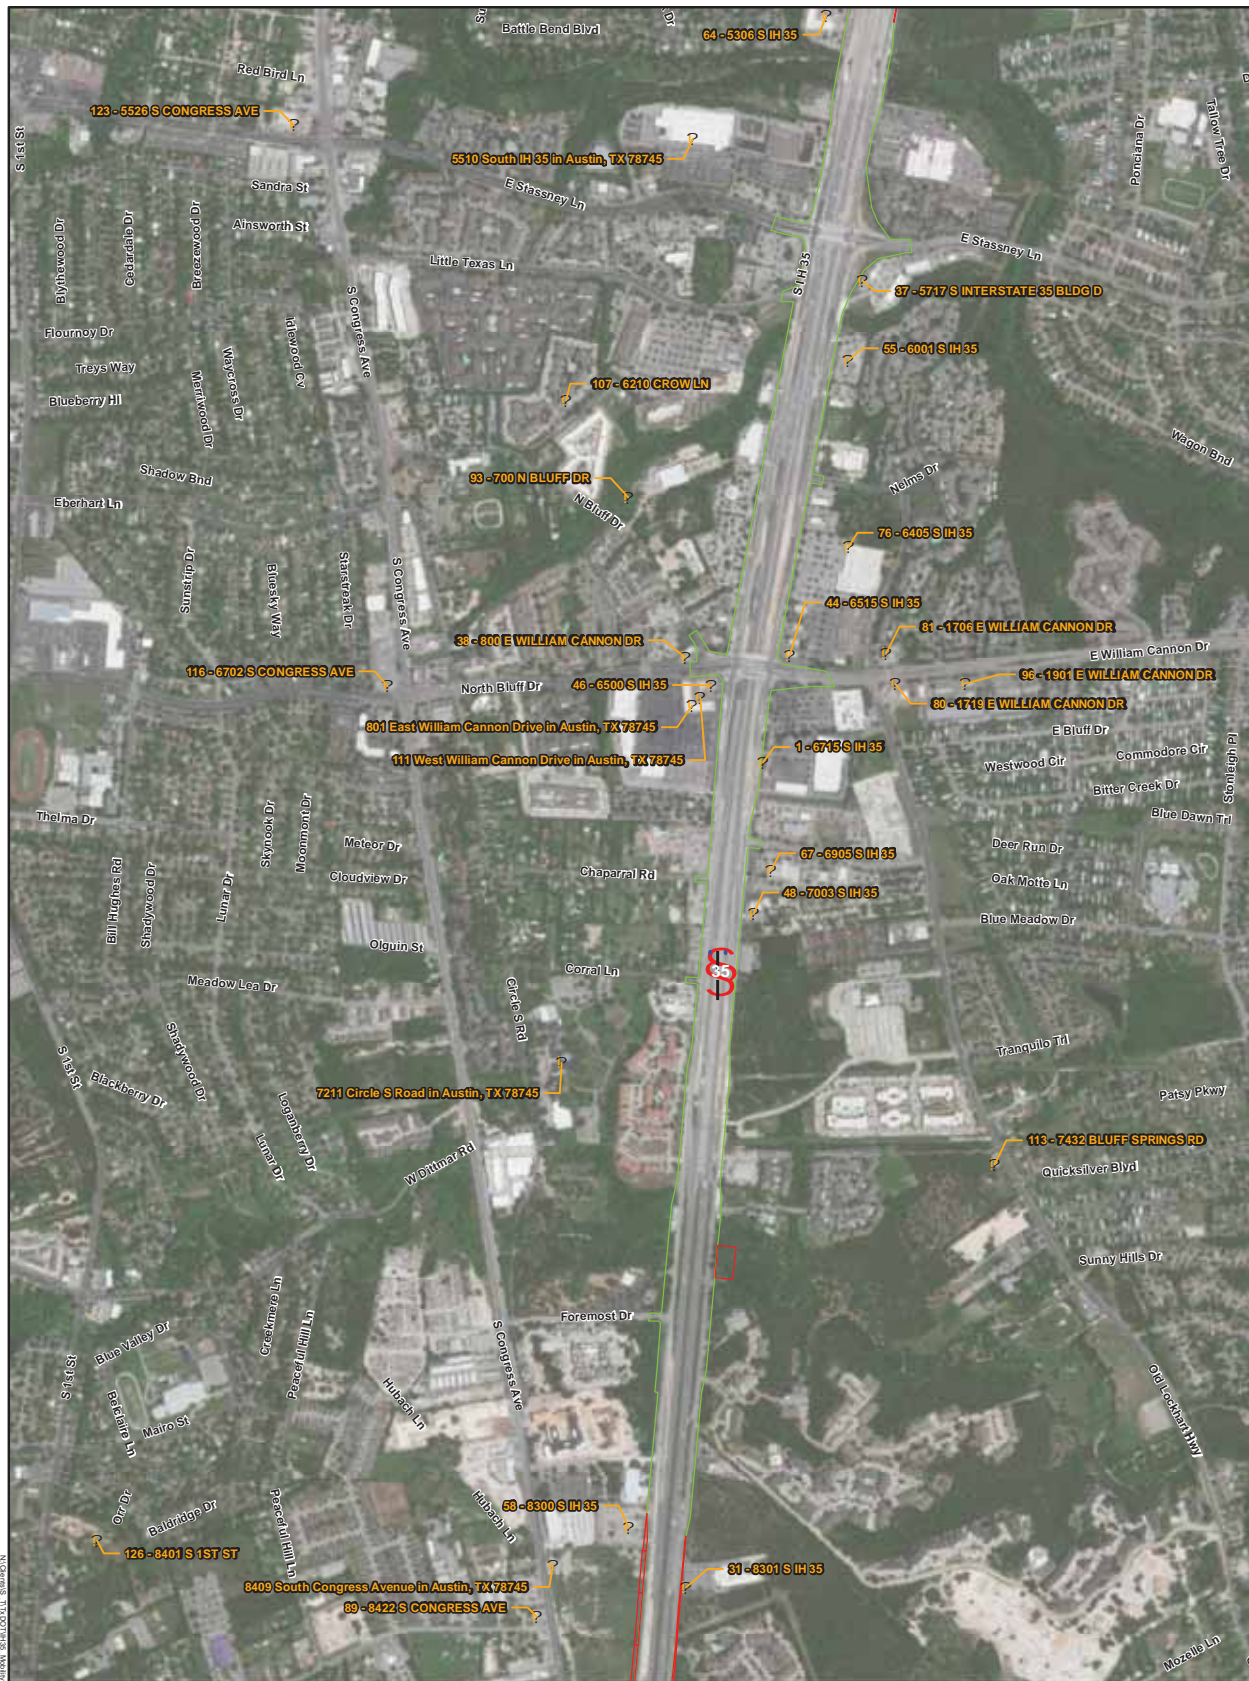 Battle Bend Blvd
64 - 5306 S IH 35
Red Bird Ln
123 - 5526 S CONGRESS AVE
S 1st St
5510 South IH 35 in Austin, TX 78745
Ponciana Dr
Tallow Tree Dr
Sandra St
E Stassney Ln
Ainsworth St
Blythewood Dr
Cedardale Dr
Breezewood Dr
Little Texas Ln
S I H 35
E Stassney Ln
37 - 5717 S INTERSTATE 35 BLDG D
S Congress Ave
Flournoy Dr
Idlewood Cv
Treys Way
Waycross Dr
55 - 6001 S IH 35
107 - 6210 CROW LN
Blueberry Hl
Merriwood Dr
Wagon Bnd
Shadow Bnd
93 - 700 N BLUFF DR
Nelms Dr
Eberhart Ln
N Bluff Dr
76 - 6405 S IH 35
Sunstrip Dr
Bluesky Way
Starstreak Dr
S Congress Ave
44 - 6515 S IH 35
81 - 1706 E WILLIAM CANNON DR
38 - 800 E WILLIAM CANNON DR
E William Cannon Dr
116 - 6702 S CONGRESS AVE
North Bluff Dr
46 - 6500 S IH 35
96 - 1901 E WILLIAM CANNON DR
80 - 1719 E WILLIAM CANNON DR
801 East William Cannon Drive in Austin, TX 78745
E Bluff Dr
111 West William Cannon Drive in Austin, TX 78745
1 - 6715 S IH 35
Commodore Cir
Westwood Cir
Stonleigh Pl
Bitter Creek Dr
Thelma Dr
Blue Dawn Trl
Skynook Dr
Moonmont Dr
Meteor Dr
Deer Run Dr
67 - 6905 S IH 35
Chaparral Rd
Cloudview Dr
Oak Motte Ln
Bill Hughes Rd
Shadywood Dr
Lunar Dr
48 - 7003 S IH 35
Blue Meadow Dr
Olguin St
Corral Ln
35
Meadow Lea Dr
Circle S Rd
Tranquilo Trl
S 1st St
Shadywood Dr
Blackberry Dr
7211 Circle S Road in Austin, TX 78745
Patsy Pkwy
Loganberry Dr
113 - 7432 BLUFF SPRINGS RD
Lunar Dr
W Dittmar Rd
Quicksilver Blvd
Sunny Hills Dr
Creekmere Ln
Foremost Dr
Blue Valley Dr
Peaceful Hill Ln
S Congress Ave
S 1st St
Belclaire Ln
Hubach Ln
Old Lockhart Hwy
Mairo St
58 - 8300 S IH 35
Orr Dr
Baldridge Dr
Peaceful Hill Ln
Hubach Ln
126 - 8401 S 1ST ST
31 - 8301 S IH 35
8409 South Congress Avenue in Austin, TX 78745
89 - 8422 S CONGRESS AVE
Mozelle Ln